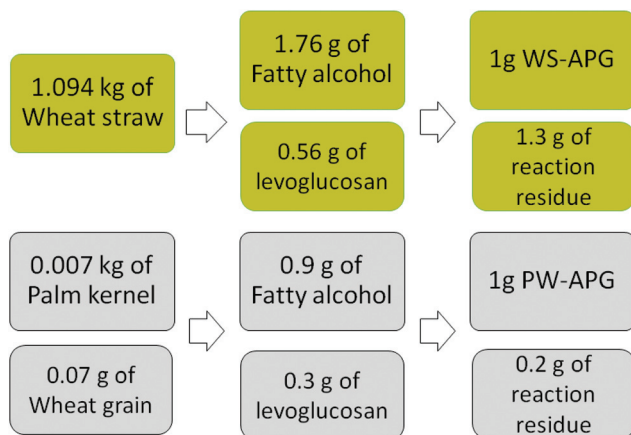 1.094 kg of
Wheat straw
1.76 g of
Fatty alcohol
0.56 g of
levoglucosan
1g WS-APG
1.3 g of
reaction
residue
0.007 kg of
Palm kernel
0.07 g of
Wheat grain
0.9 g of
Fatty alcohol
0.3 g of
levoglucosan
1g PW-APG
0.2 g of
reaction
residue